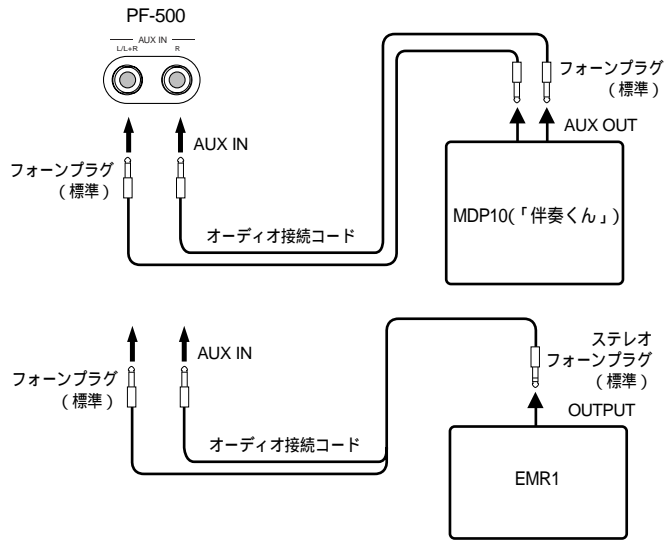 PF-500
AUX IN
L/L+R R
フォーンプラグ
(標準)
AUX OUT
AUX IN
フォーンプラグ
(標準)
MDP10(「伴奏くん」)
オーディオ接続コード
AUX IN
ステレオ
フォーンプラグ
(標準)
フォーンプラグ
(標準)
OUTPUT
オーディオ接続コード
EMR1